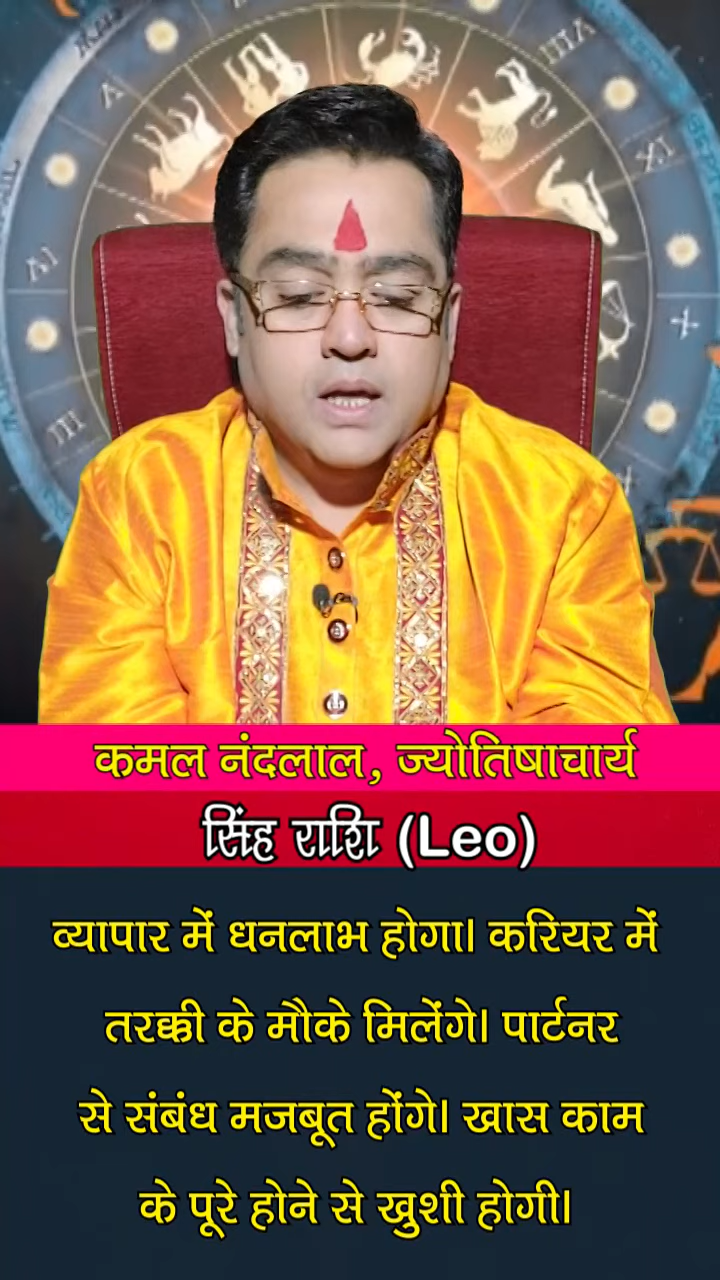 कमल नंदलाल, ज्योतिषाचार्य
सिंह राशि (Leo)
व्यापार में धनलाभ होगा। करियर में
तरक्की के मौके मिलेंगे। पार्टनर
से संबंध मजबूत होंगे। खास काम
के पूरे होने से खुशी होगी।